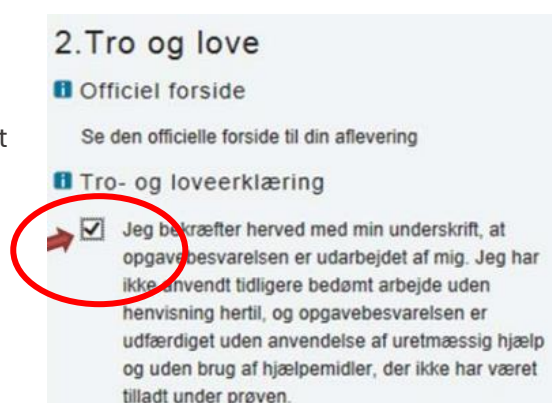 2.Tro og love
Officiel forside
Se den officielle forside til din aflevering
Tro- og loveerklæring
Jeg bekræfter herved med min underskrift, at
opgavebesvarelsen er udarbejdet af mig. Jeg har
ikke anvendt tidligere bedømt arbejde uden
henvisning hertil, og opgavebesvarelsen er
udfærdiget uden anvendelse af uretmæssig hjælp
og uden brug af hjælpemidler, der ikke har været
tilladt under prøven.